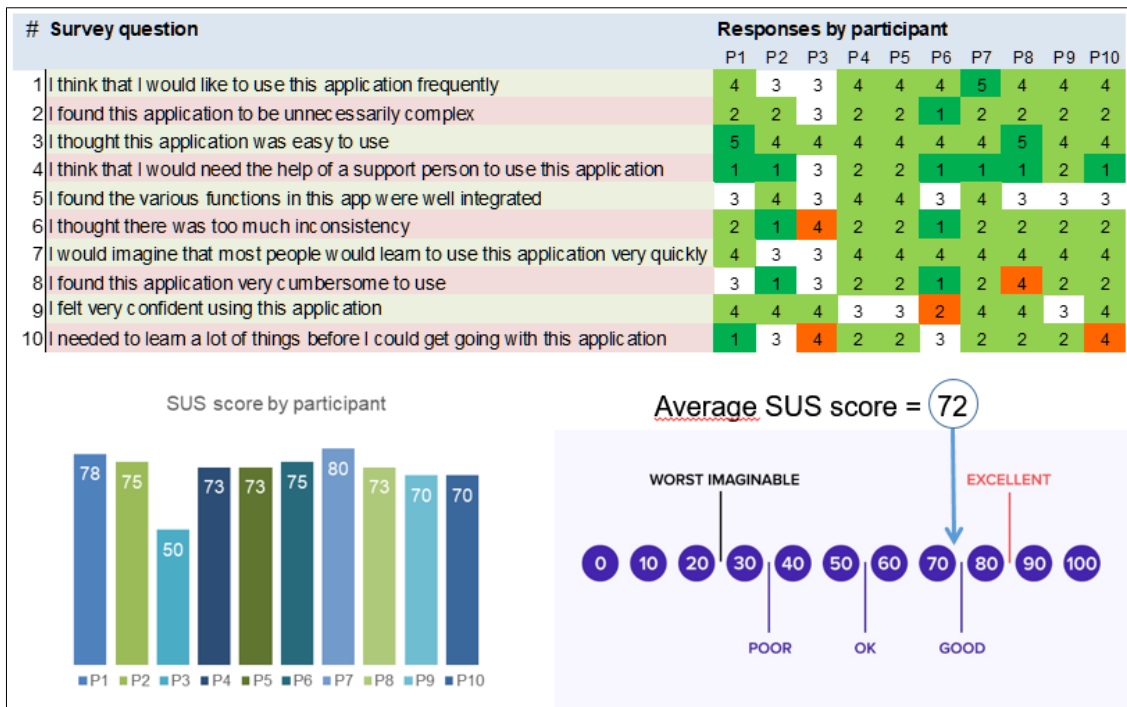 # Survey question Responses by participant
P1 P2 P3 P4 P5 P6 P7 P8 P9 P10
1 I think that I would like to use this application frequently 4 3 3 4 4 4 5 4 4 4
2 I found this application to be unnecessarily complex 2 2 3 2 2 1 2 2 2 2
3 I thought this application was easy to use 5 4 4 4 4 4 4 5 4 4
4 I think that I would need the help of a support person to use this application 1 1 3 2 2 1 1 1 2 1
5 I found the various functions in this app were well integrated 3 4 3 4 4 3 4 3 3 3
6 I thought there was too much inconsistency 2 1 4 2 2 1 2 2 2 2
7 I would imagine that most people would learn to use this application very quickly 4 3 3 4 4 4 4 4 4 4
8 I found this application very cumbersome to use 3 1 3 2 2 1 2 4 2 2
9 I felt very confident using this application 4 4 4 3 3 2 4 4 3 4
10 I needed to learn a lot of things before I could get going with this application 1 3 4 2 2 3 2 2 2 4
SUS score by participant
78 75 50 73 73 75 80 73 70 70
P1 P2 P3 P4 P5 P6 P7 P8 P9 P10
Average SUS score = 72
WORST IMAGINABLE EXCELLENT
0 10 20 30 40 50 60 70 80 90 100
POOR OK GOOD